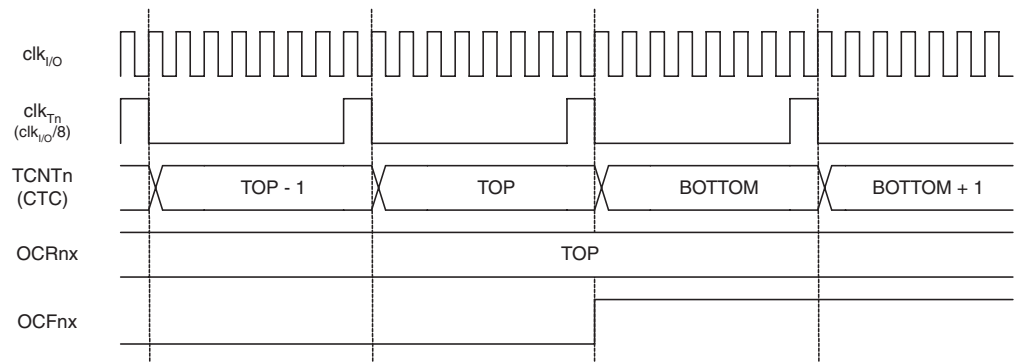 clkI/O
clkTn
(clkI/O/8)
TCNTn
(CTC)
TOP - 1
TOP
BOTTOM
BOTTOM + 1
OCRnx
TOP
OCFnx